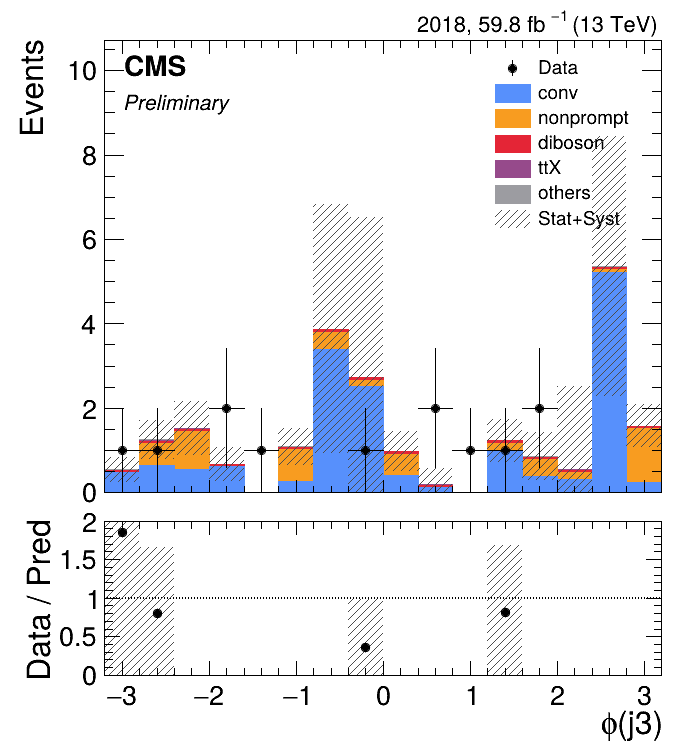 2018, 59.8 fb⁻¹ (13 TeV)
CMS
Preliminary
Data
conv
nonprompt
diboson
ttX
others
Stat+Syst
Events
10
8
6
4
2
0
Data / Pred
2
1.5
1
0.5
0
−3 −2 −1 0 1 2 3
ϕ(j3)